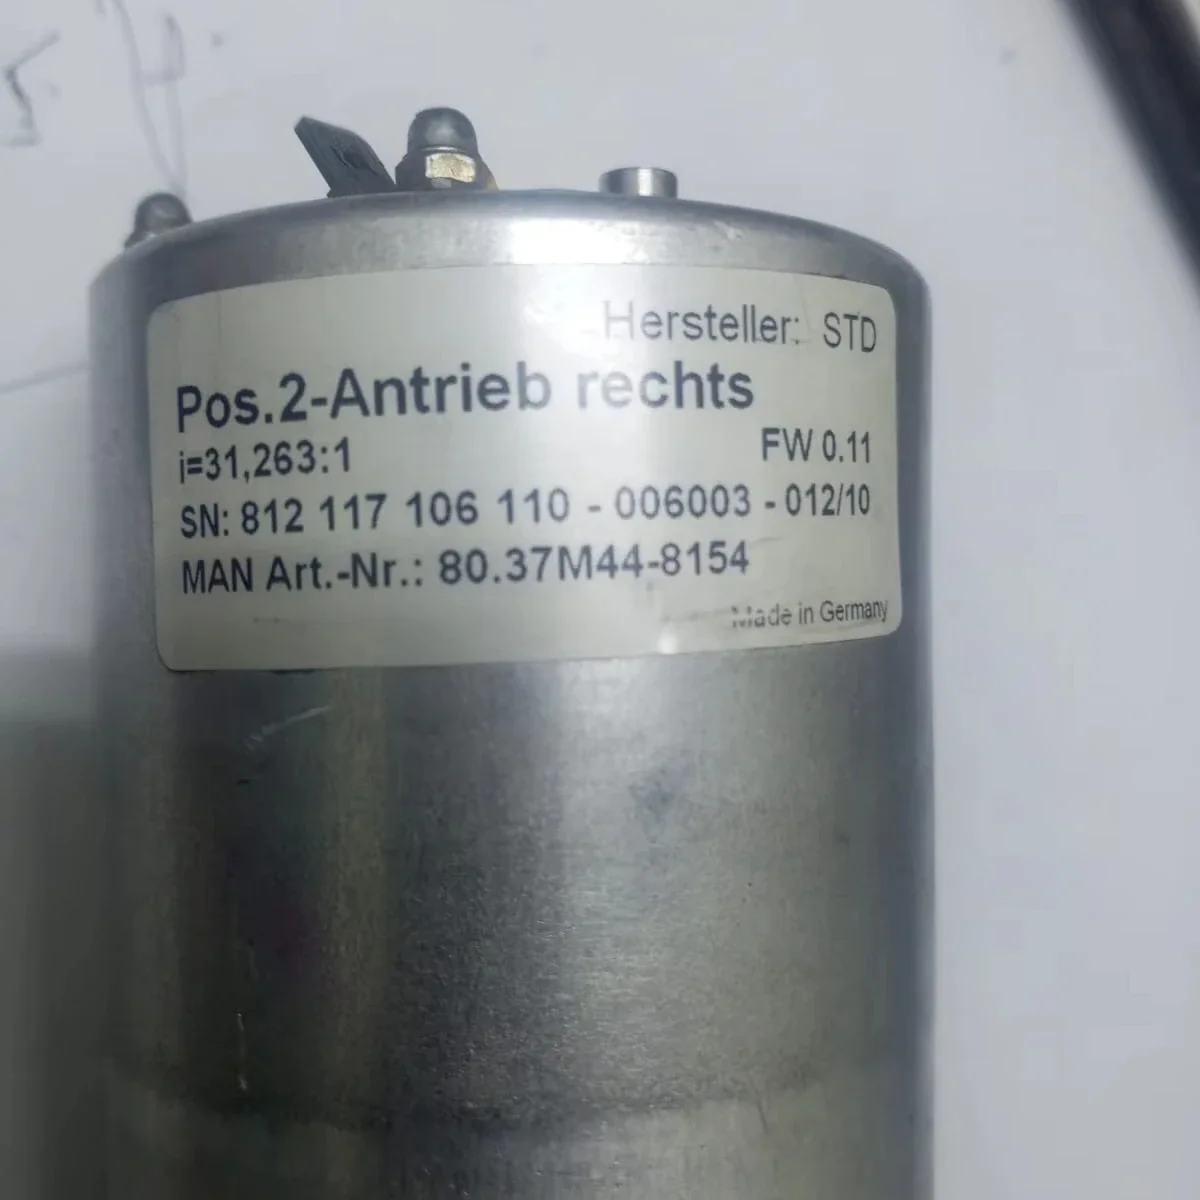 Hersteller: STD
Pos.2-Antrieb rechts
i=31,263:1 FW 0.11
SN: 812 117 106 110 - 006003 - 012/10
MAN Art.-Nr.: 80.37M44-8154
Made in Germany